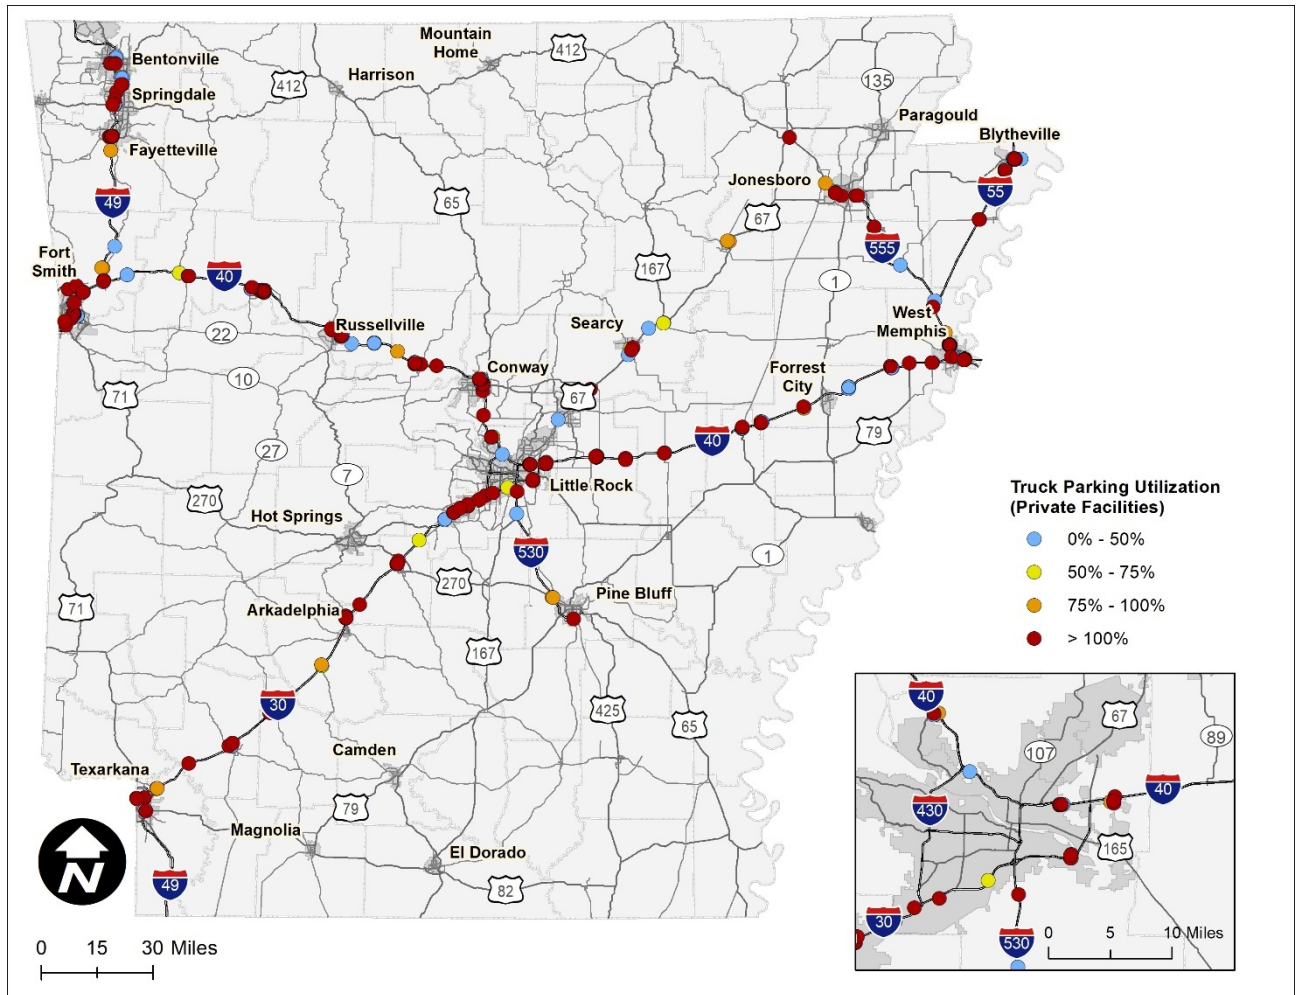 Mountain
Home
412
Bentonville
Harrison
412
135
Springdale
Paragould
Blytheville
Fayetteville
Jonesboro
55
49
65
67
555
Fort
Smith
40
167
1
22
Russellville
Searcy
West
Memphis
Conway
Forrest
City
10
71
67
79
27
40
7
Little Rock
270
Hot Springs
530
1
270
Pine Bluff
71
Arkadelphia
167
30
425
65
Camden
Texarkana
79
Magnolia
El Dorado
N
49
82
0 15 30 Miles
Truck Parking Utilization
(Private Facilities)
0% - 50%
50% - 75%
75% - 100%
> 100%
40
67
107
89
40
430
165
30
530
0 5 10 Miles